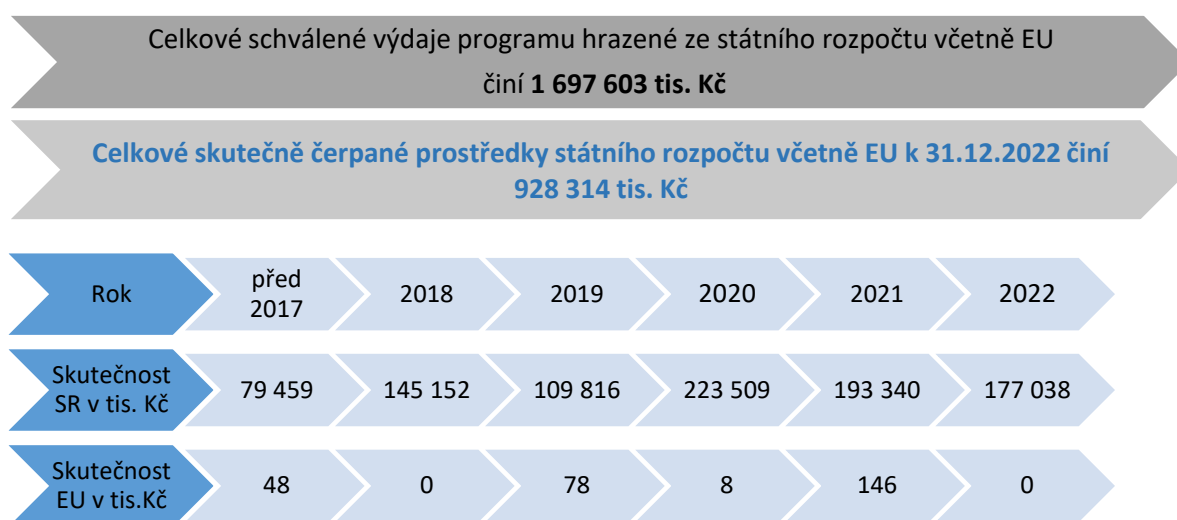 Celkové schválené výdaje programu hrazené ze státního rozpočtu včetně EU
činí 1 697 603 tis. Kč
Celkové skutečně čerpané prostředky státního rozpočtu včetně EU k 31.12.2022 činí
928 314 tis. Kč
Rok
před
2017
2018
2019
2020
2021
2022
Skutečnost
SR v tis. Kč
79 459
145 152
109 816
223 509
193 340
177 038
Skutečnost
EU v tis.Kč
48
0
78
8
146
0